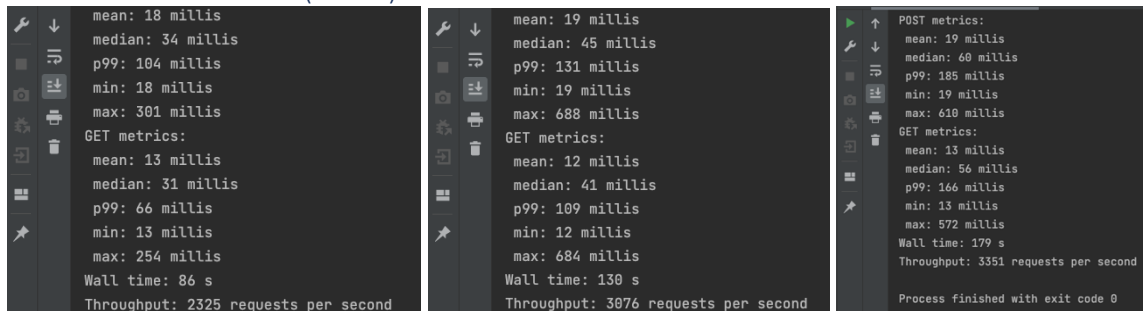 mean: 18 millis
median: 34 millis
p99: 104 millis
min: 18 millis
max: 301 millis
GET metrics:
mean: 13 millis
median: 31 millis
p99: 66 millis
min: 13 millis
max: 254 millis
Wall time: 86 s
Throughput: 2325 requests per second
mean: 19 millis
median: 45 millis
p99: 131 millis
min: 19 millis
max: 688 millis
GET metrics:
mean: 12 millis
median: 41 millis
p99: 109 millis
min: 12 millis
max: 684 millis
Wall time: 130 s
Throughput: 3076 requests per second
POST metrics:
mean: 19 millis
median: 60 millis
p99: 185 millis
min: 19 millis
max: 610 millis
GET metrics:
mean: 13 millis
median: 56 millis
p99: 166 millis
min: 13 millis
max: 572 millis
Wall time: 179 s
Throughput: 3351 requests per second
Process finished with exit code 0